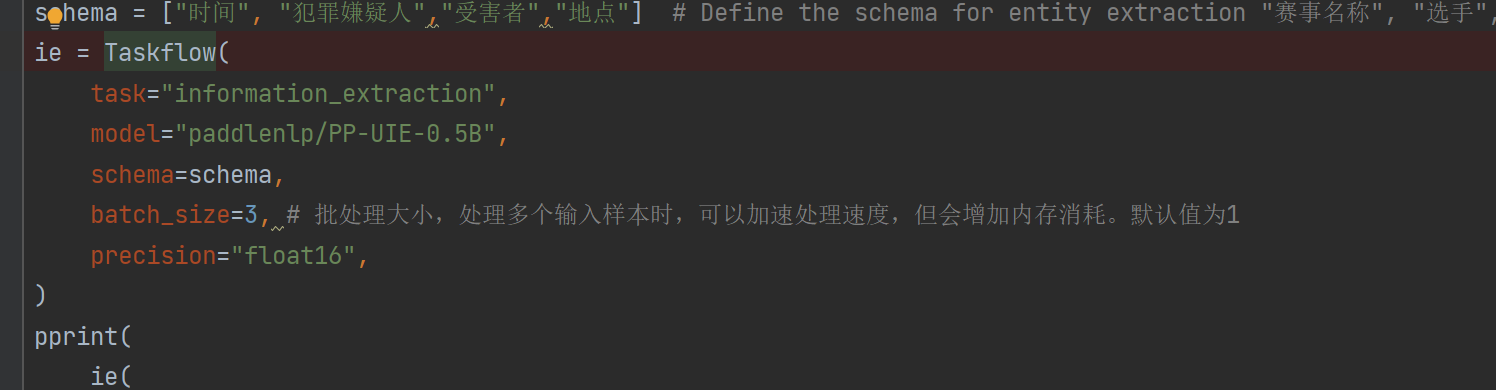 schema = ["时间", "犯罪嫌疑人","受害者","地点"]  # Define the schema for entity extraction "赛事名称", "选手",
ie = Taskflow(
    task="information_extraction",
    model="paddlenlp/PP-UIE-0.5B",
    schema=schema,
    batch_size=3, # 批处理大小，处理多个输入样本时，可以加速处理速度，但会增加内存消耗。默认值为1
    precision="float16",
)
pprint(
    ie(